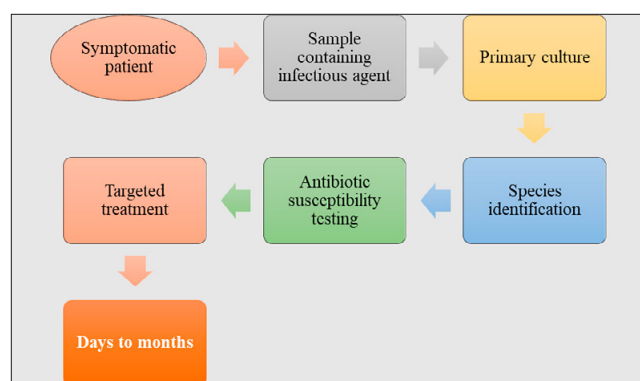 Symptomatic
patient
Sample
containing
infectious agent
Primary culture
Species
identification
Antibiotic
susceptibility
testing
Targeted
treatment
Days to months